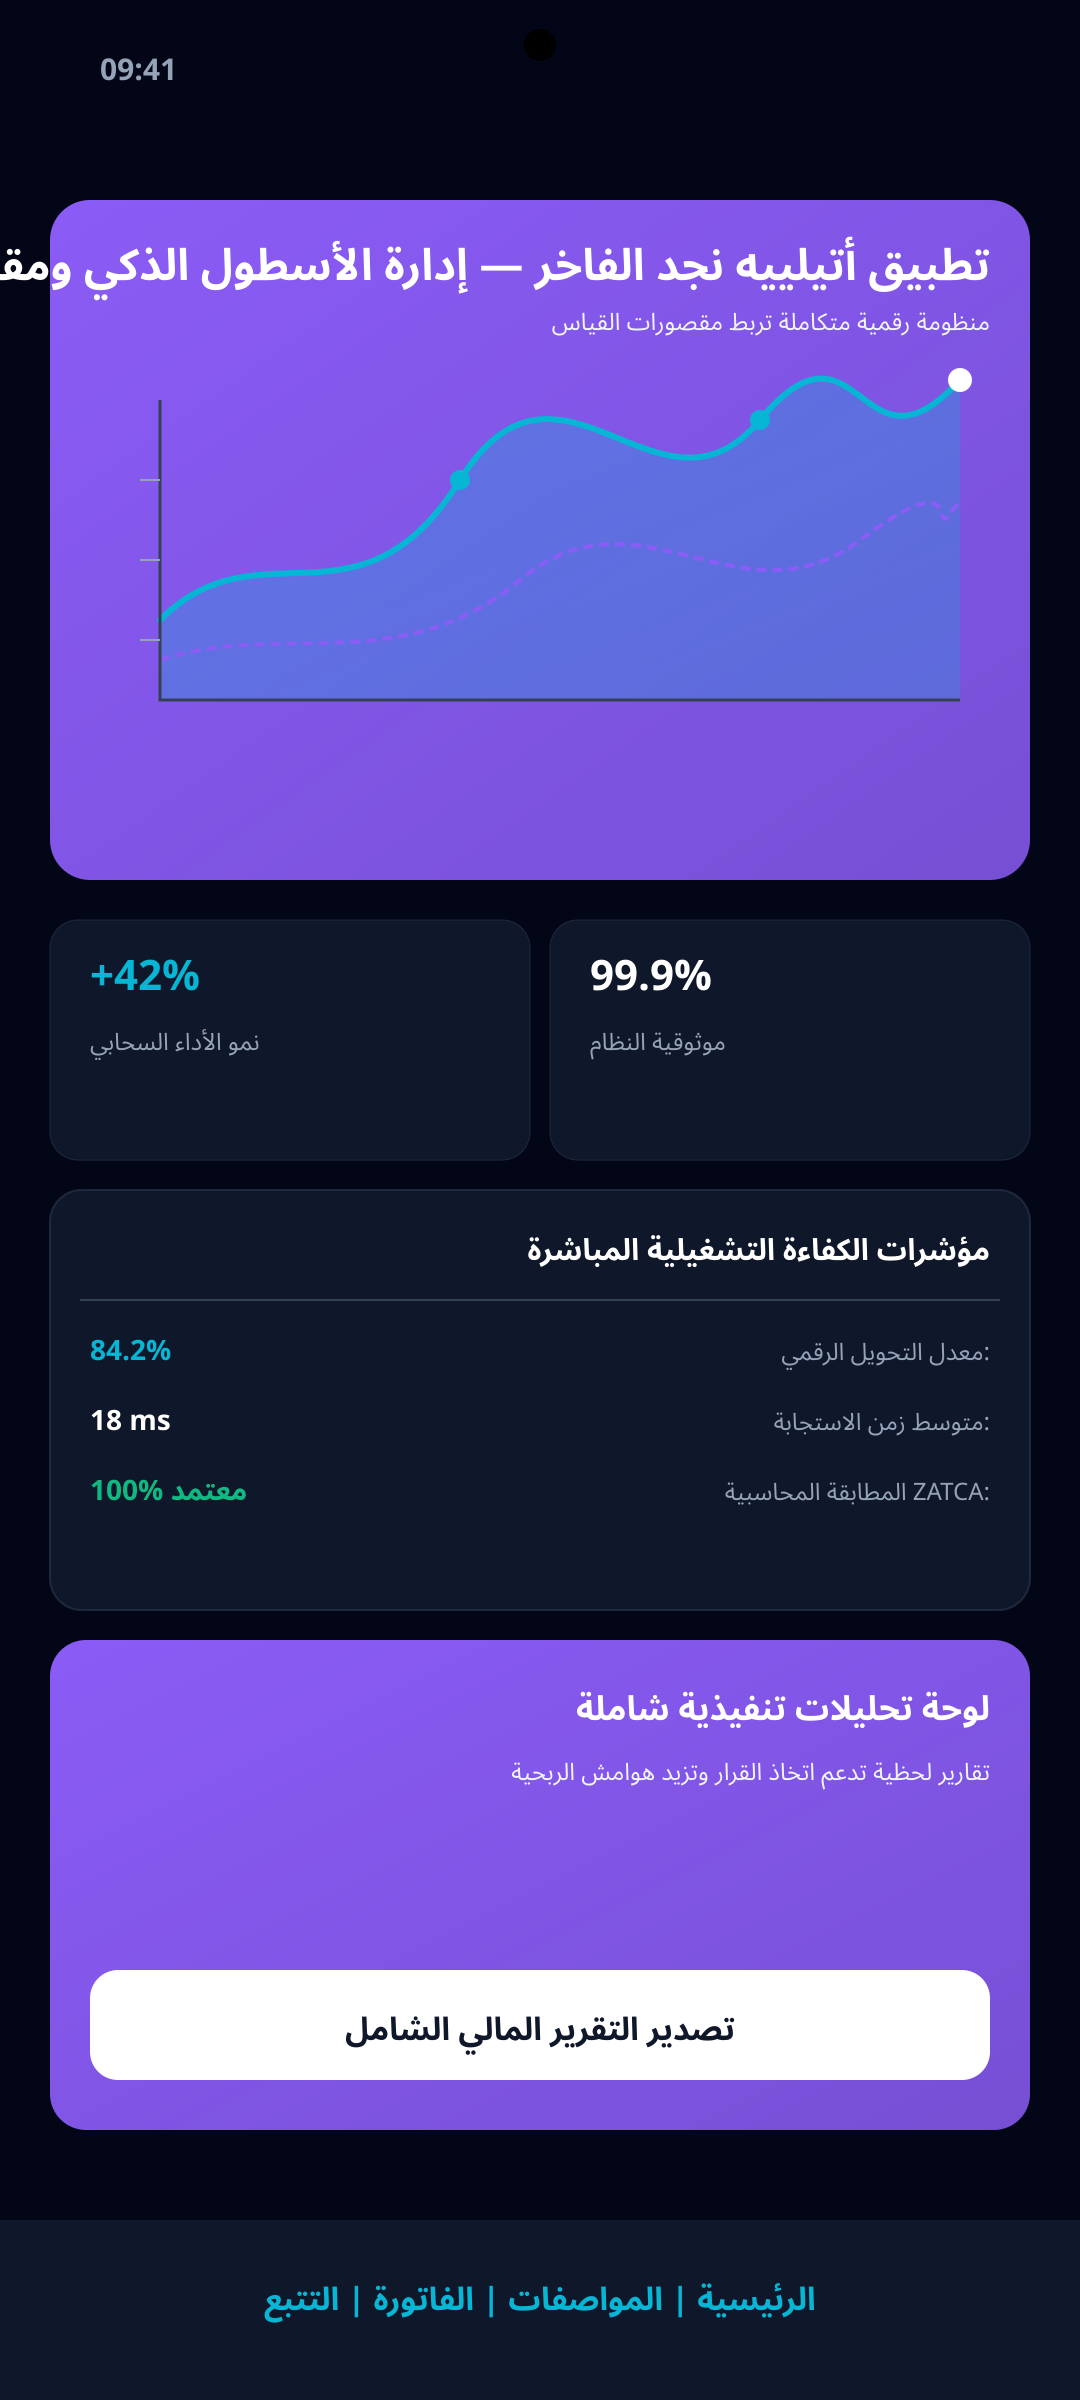 09:41
تطبيق أتيلييه نجد الفاخر — إدارة الأسطول الذكي
منظومة رقمية متكاملة تربط مقصورات القياس
99.9%
موثوقية النظام
+42%
نمو الأداء السحابي
مؤشرات الكفاءة التشغيلية المباشرة
معدل التحويل الرقمي:
84.2%
متوسط زمن الاستجابة:
18 ms
المطابقة المحاسبية ZATCA:
100% معتمد
لوحة تحليلات تنفيذية شاملة
تقارير لحظية تدعم اتخاذ القرار وتزيد هوامش الربحية
تصدير التقرير المالي الشامل
الرئيسية | المواصفات | الفاتورة | التتبع